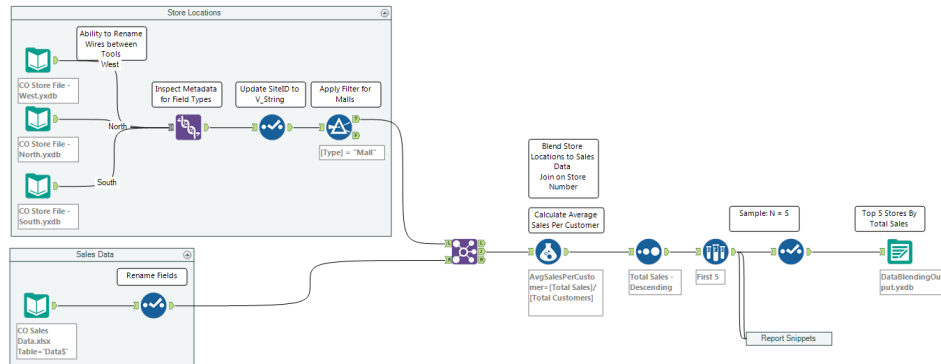 Store Locations
Ability to Rename
Wires between
Tools
West
CO Store File -
West.yxdb
North
CO Store File -
North.yxdb
South
CO Store File -
South.yxdb
Inspect Metadata
for Field Types
Update SiteID to
V_String
Apply Filter for
Malls
T
F
[Type] = "Mall"
Sales Data
Rename Fields
CO Sales
Data.xlsx
Table='Data$'
L
R
L
J
R
Blend Store
Locations to Sales
Data
Join on Store
Number
Calculate Average
Sales Per Customer
AvgSalesPerCusto
mer=[Total Sales]/
[Total Customers]
Total Sales -
Descending
First 5
Sample: N = 5
Top 5 Stores By
Total Sales
DataBlendingOut
put.yxdb
Report Snippets